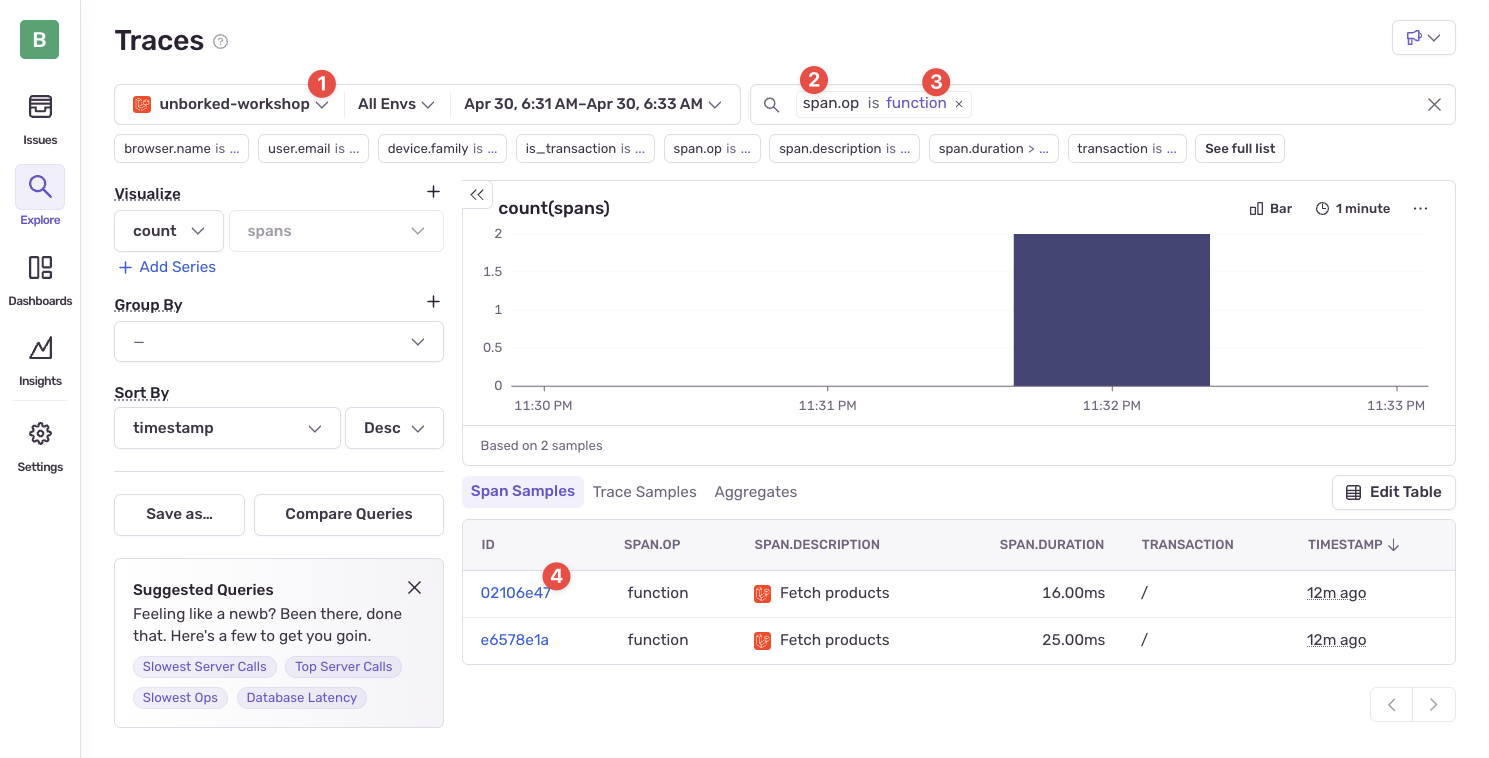 B
Traces ?
Issues
Explore
Dashboards
Insights
Settings
1
2
3
unborked-workshop
All Envs
Apr 30, 6:31 AM–Apr 30, 6:33 AM
span.op is function ×
browser.name is ...
user.email is ...
device.family is ...
is_transaction is ...
span.op is ...
span.description is ...
span.duration > ...
transaction is ...
See full list
Visualize
count
spans
+ Add Series
Group By
—
Sort By
timestamp
Desc
Save as...
Compare Queries
Suggested Queries
Feeling like a newb? Been there, done
that. Here's a few to get you goin.
Slowest Server Calls
Top Server Calls
Slowest Ops
Database Latency
count(spans)
Bar
1 minute
2
1.5
1
0.5
0
11:30 PM
11:31 PM
11:32 PM
11:33 PM
Based on 2 samples
Span Samples
Trace Samples
Aggregates
Edit Table
ID SPAN.OP SPAN.DESCRIPTION SPAN.DURATION TRANSACTION TIMESTAMP
4
02106e47 function Fetch products 16.00ms / 12m ago
e6578e1a function Fetch products 25.00ms / 12m ago